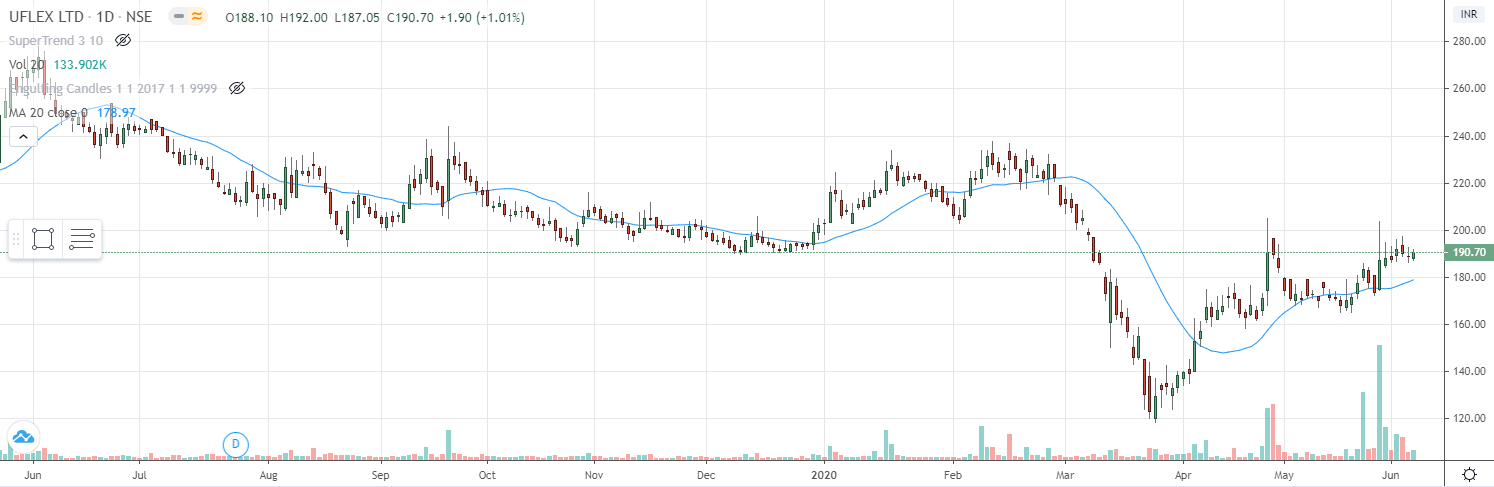 UFLEX LTD · 1D · NSE O188.10 H192.00 L187.05 C190.70 +1.90 (+1.01%)
INR
SuperTrend 3 10
280.00
Vol 20 133.902K
Engulfing Candles 1 1 2017 1 1 9999
260.00
MA 20 close 0 178.97
240.00
220.00
200.00
190.70
180.00
160.00
140.00
120.00
D
Jun Jul Aug Sep Oct Nov Dec 2020 Feb Mar Apr May Jun